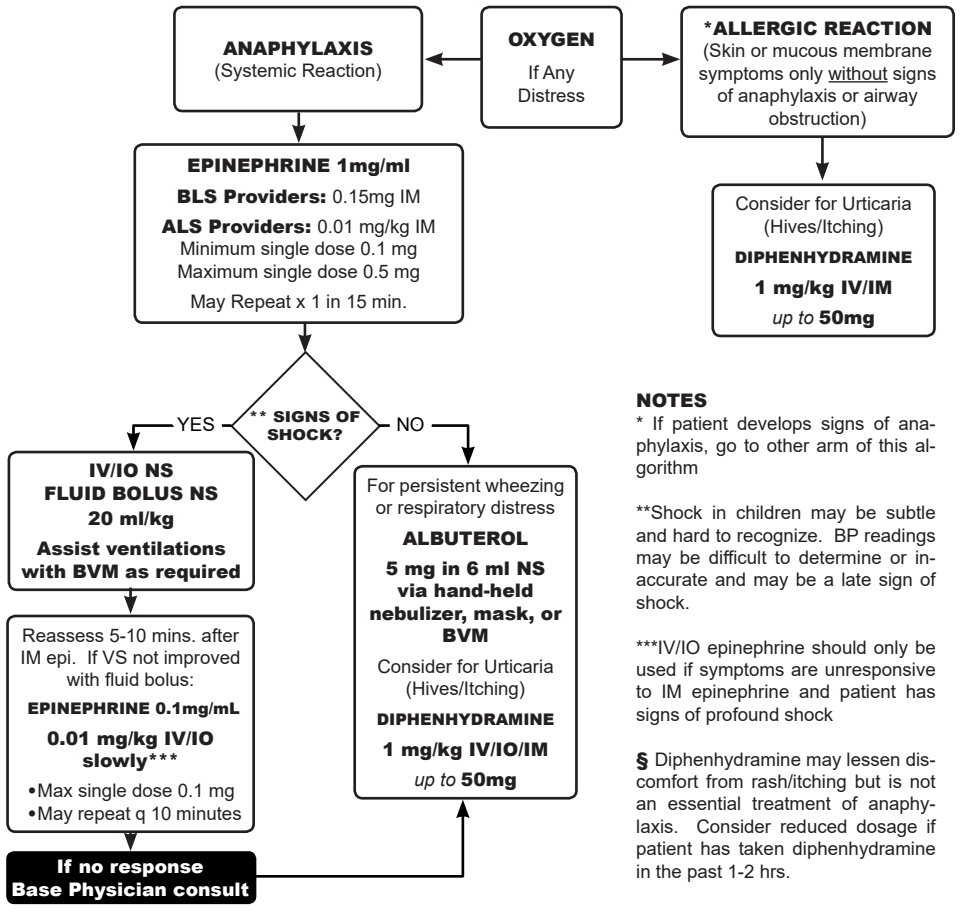 ANAPHYLAXIS
(Systemic Reaction)
OXYGEN
If Any
Distress
*ALLERGIC REACTION
(Skin or mucous membrane
symptoms only without signs
of anaphylaxis or airway
obstruction)
EPINEPHRINE 1mg/ml
BLS Providers: 0.15mg IM
ALS Providers: 0.01 mg/kg IM
Minimum single dose 0.1 mg
Maximum single dose 0.5 mg
May Repeat x 1 in 15 min.
Consider for Urticaria
(Hives/Itching)
DIPHENHYDRAMINE
1 mg/kg IV/IM
up to 50mg
** SIGNS OF
SHOCK?
YES
NO
IV/IO NS
FLUID BOLUS NS
20 ml/kg
Assist ventilations
with BVM as required
Reassess 5-10 mins. after
IM epi. If VS not improved
with fluid bolus:
EPINEPHRINE 0.1mg/mL
0.01 mg/kg IV/IO
slowly***
•Max single dose 0.1 mg
•May repeat q 10 minutes
If no response
Base Physician consult
For persistent wheezing
or respiratory distress
ALBUTEROL
5 mg in 6 ml NS
via hand-held
nebulizer, mask, or
BVM
Consider for Urticaria
(Hives/Itching)
DIPHENHYDRAMINE
1 mg/kg IV/IO/IM
up to 50mg
NOTES
* If patient develops signs of ana-
phylaxis, go to other arm of this al-
gorithm
**Shock in children may be subtle
and hard to recognize. BP readings
may be difficult to determine or in-
accurate and may be a late sign of
shock.
***IV/IO epinephrine should only be
used if symptoms are unresponsive
to IM epinephrine and patient has
signs of profound shock
§ Diphenhydramine may lessen dis-
comfort from rash/itching but is not
an essential treatment of anaphy-
laxis. Consider reduced dosage if
patient has taken diphenhydramine
in the past 1-2 hrs.